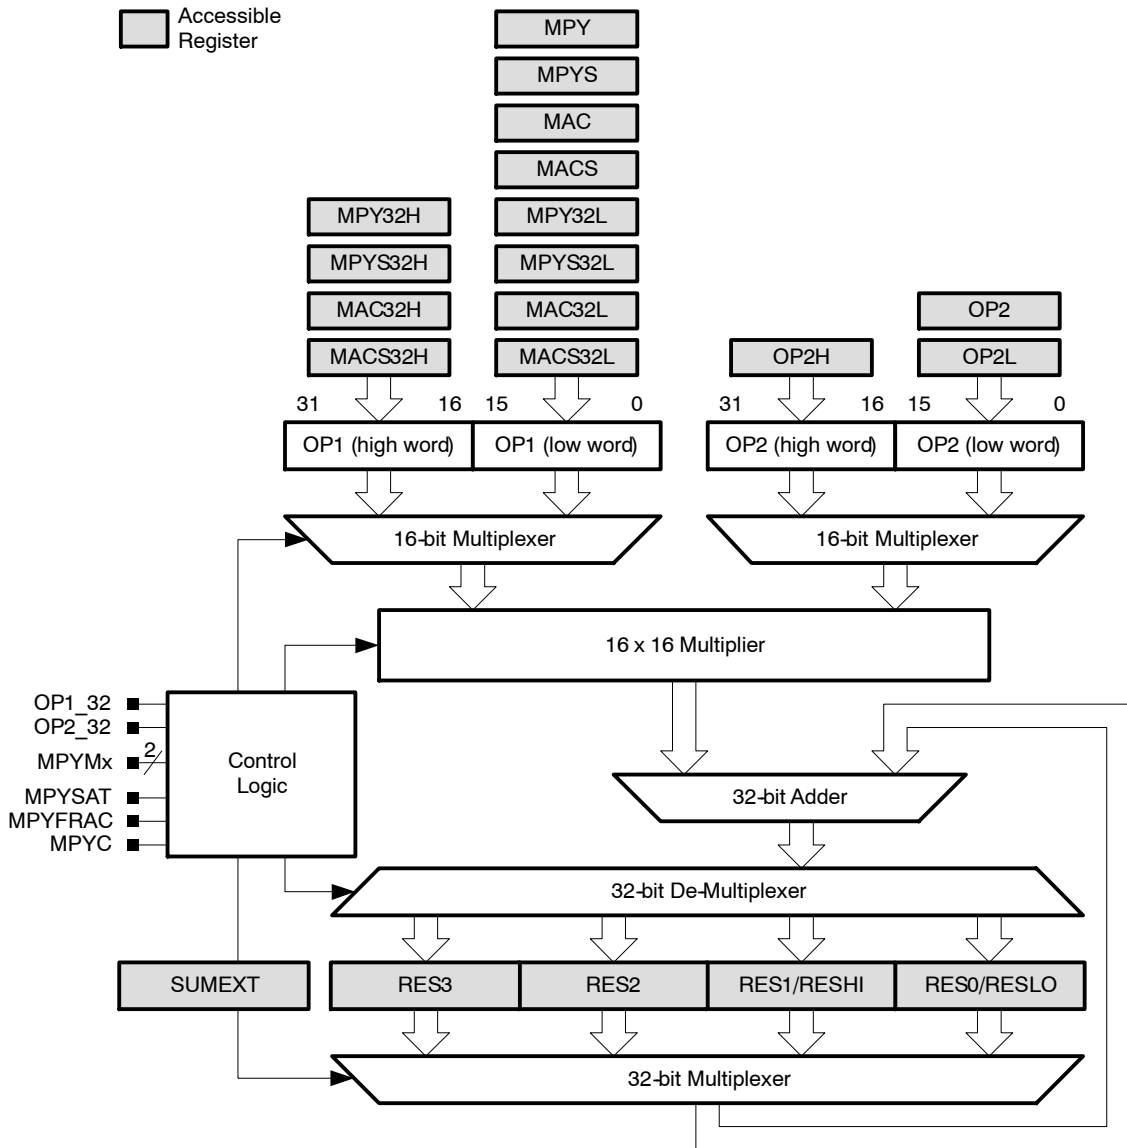 Accessible
Register
MPY
MPYS
MAC
MACS
MPY32H
MPY32L
MPYS32H
MPYS32L
MAC32H
MAC32L
OP2
MACS32H
MACS32L
OP2H
OP2L
31
16
15
0
31
16
15
0
OP1 (high word)
OP1 (low word)
OP2 (high word)
OP2 (low word)
16-bit Multiplexer
16-bit Multiplexer
16 x 16 Multiplier
OP1_32
OP2_32
MPYMx
2
MPYSAT
MPYFRAC
MPYC
Control
Logic
32-bit Adder
32-bit De-Multiplexer
SUMEXT
RES3
RES2
RES1/RESHI
RES0/RESLO
32-bit Multiplexer